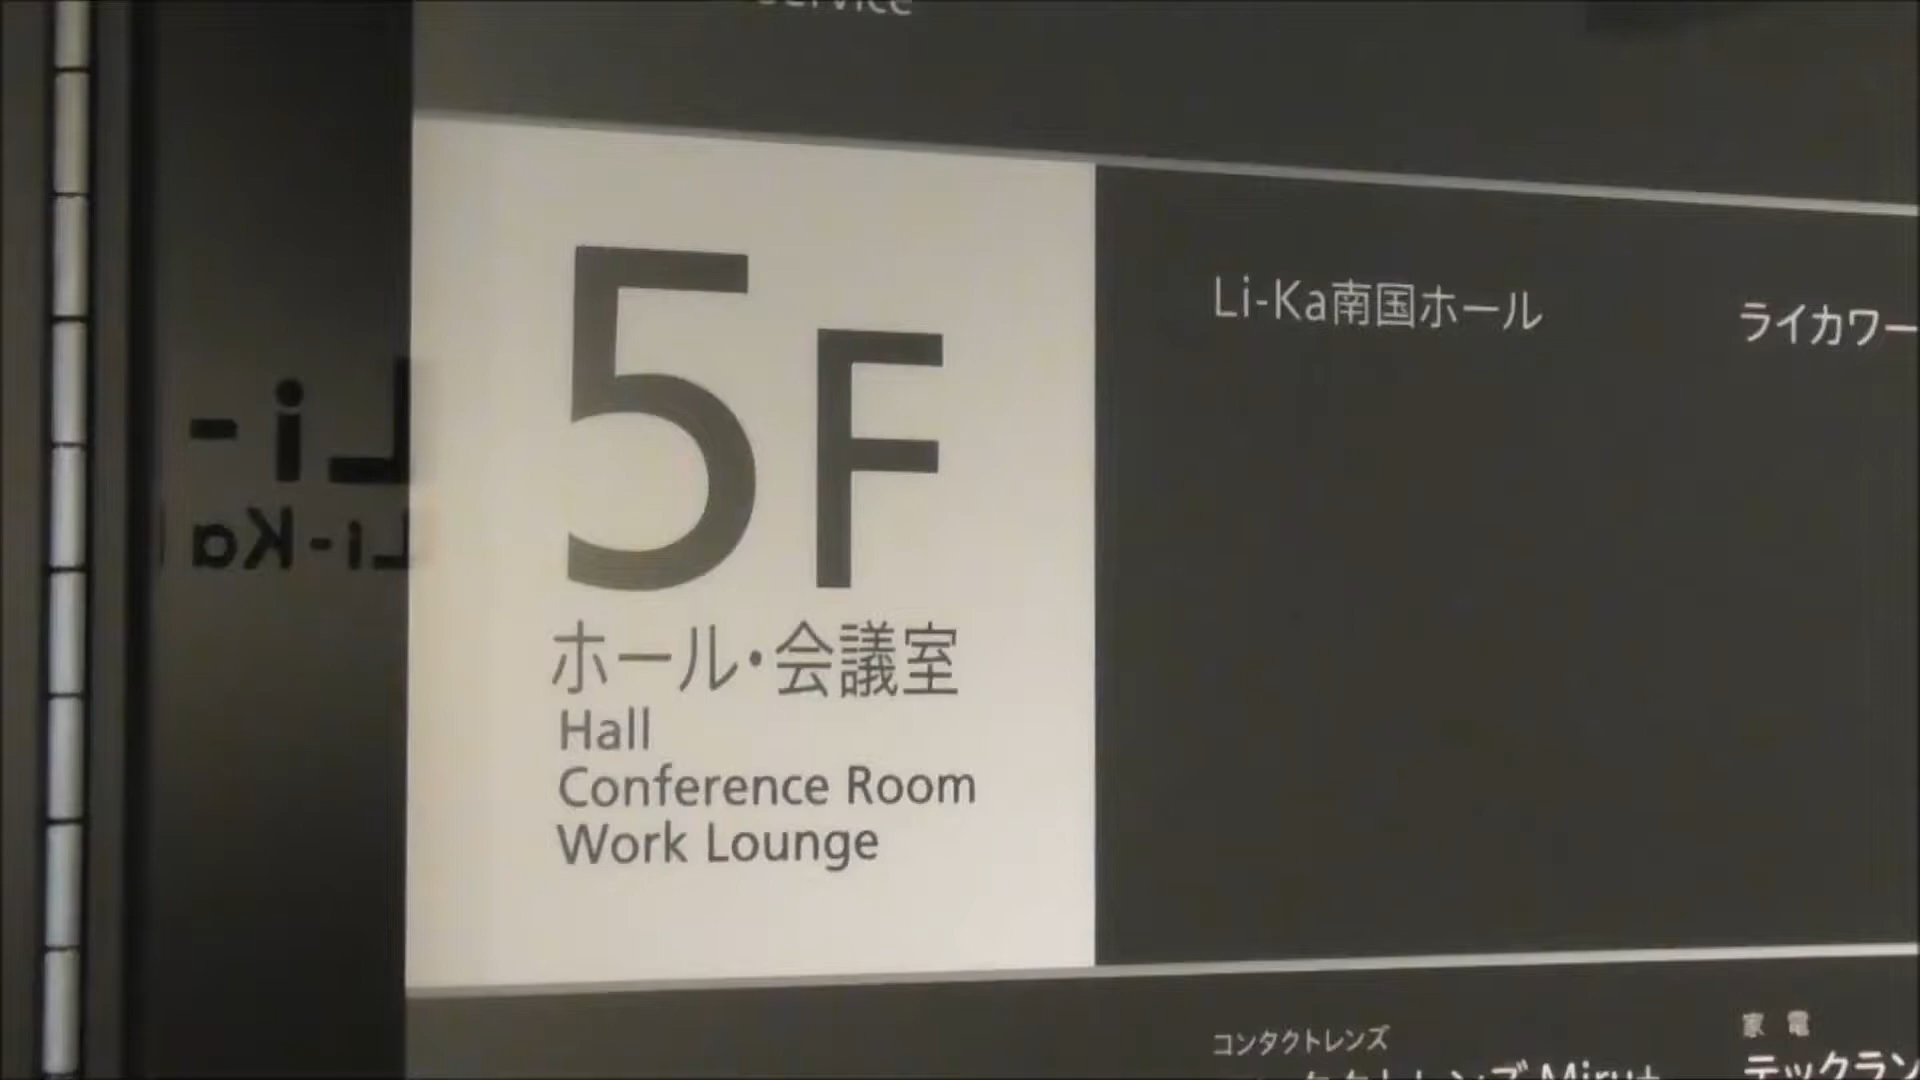 Service
5F
ホール・会議室
Hall
Conference Room
Work Lounge
Li-Ka南国ホール
ライカワー
Li-
Li-Ka
コンタクトレンズ
家電
テックラン